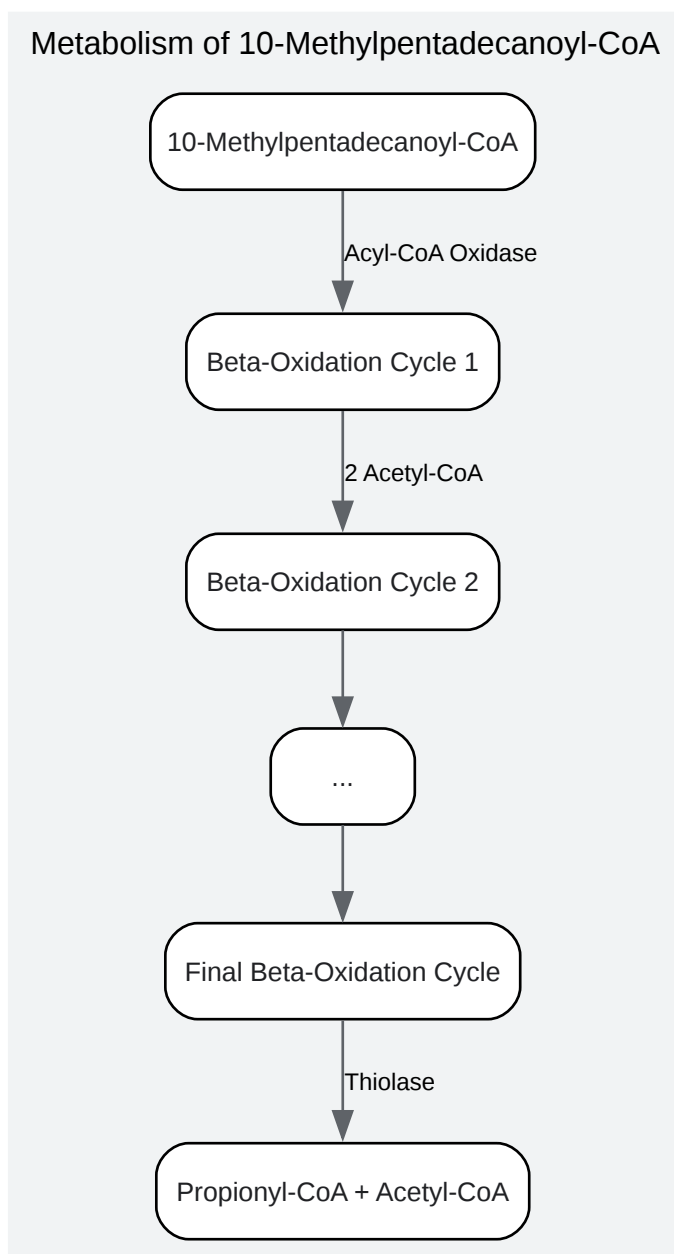 Metabolism of 10-Methylpentadecanoyl-CoA
10-Methylpentadecanoyl-CoA
Acyl-CoA Oxidase
Beta-Oxidation Cycle 1
2 Acetyl-CoA
Beta-Oxidation Cycle 2
...
Final Beta-Oxidation Cycle
Thiolase
Propionyl-CoA + Acetyl-CoA